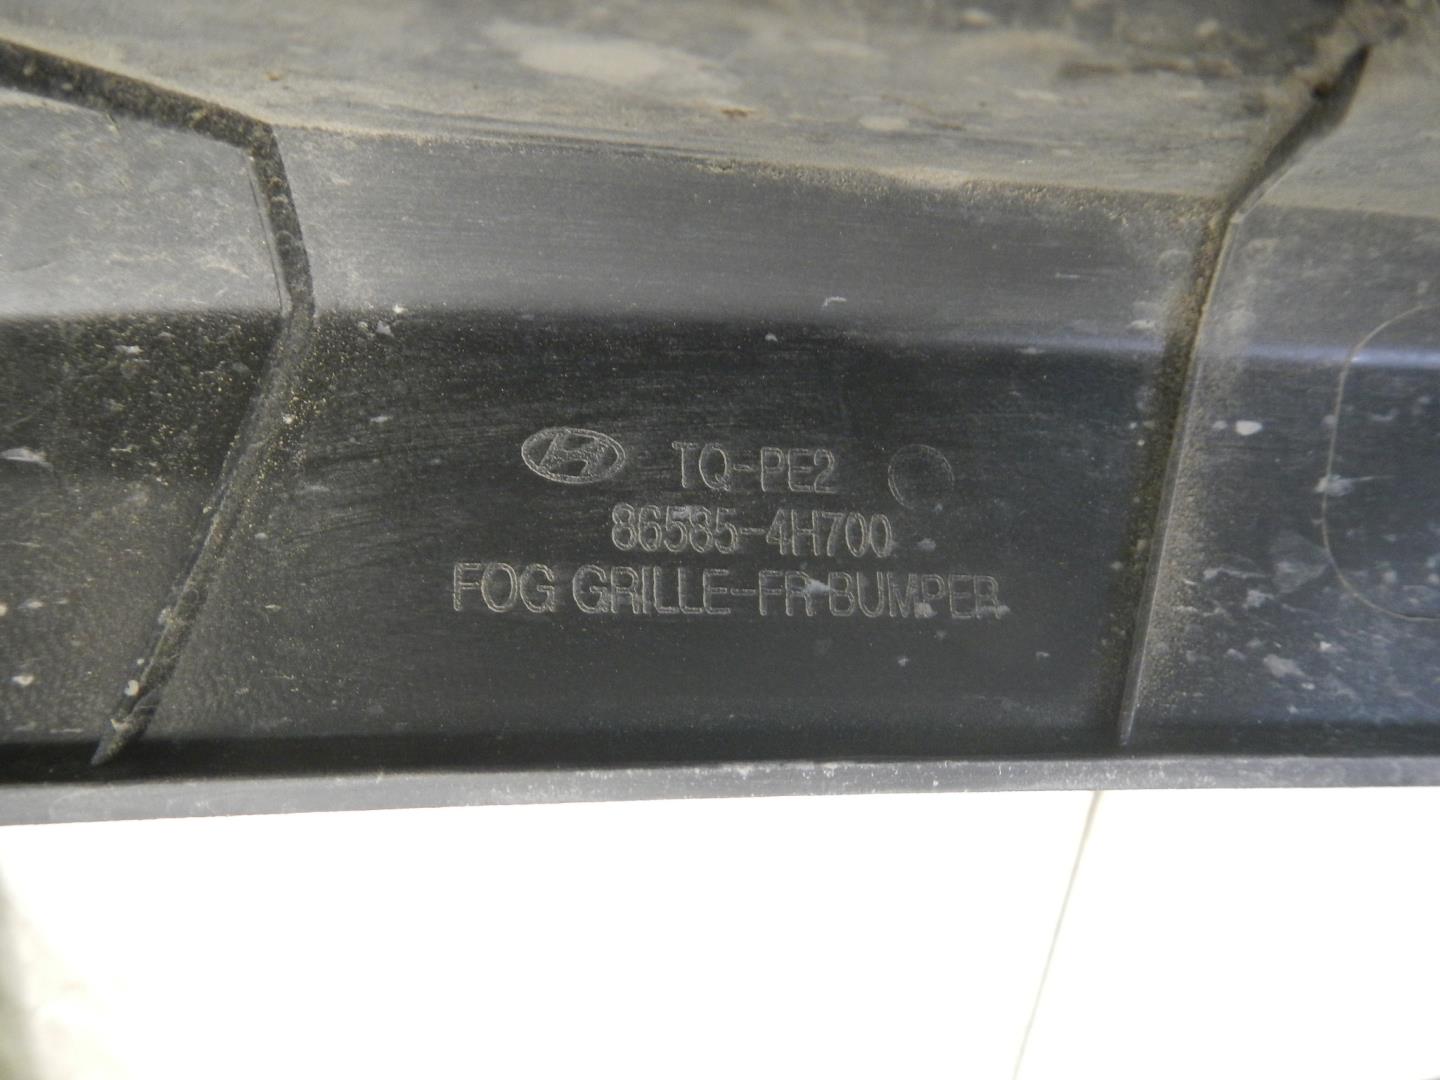 TQ-PE2
86585-4H700
FOG GRILLE-FR BUMPER